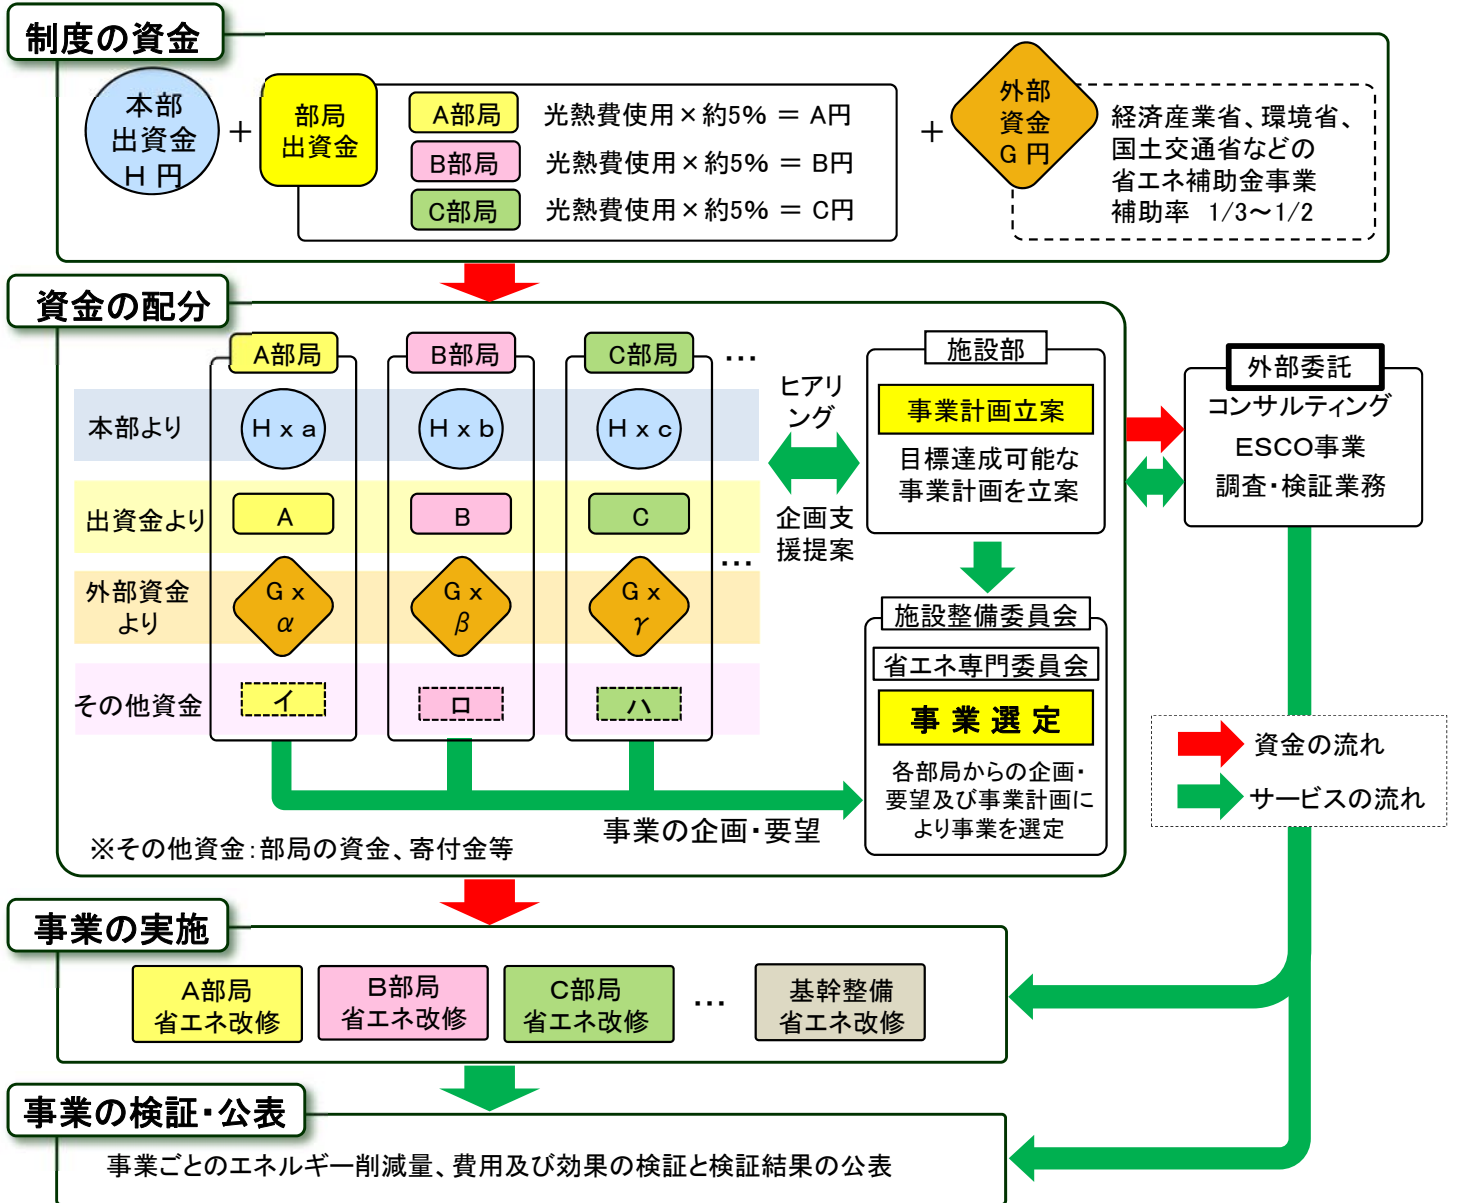 制度の資金
本部
出資金
H 円
＋
部局
出資金
A部局
光熱費使用×約5% ＝ A円
B部局
光熱費使用×約5% ＝ B円
C部局
光熱費使用×約5% ＝ C円
＋
外部
資金
G 円
経済産業省、環境省、
国土交通省などの
省エネ補助金事業
補助率 1/3～1/2
資金の配分
A部局
B部局
C部局
…
本部より
H x a
H x b
H x c
出資金より
A
B
C
…
外部資金
より
G x
α
G x
β
G x
γ
その他資金
イ
ロ
ハ
ヒアリ
ング
企画支
援提案
施設部
事業計画立案
目標達成可能な
事業計画を立案
施設整備委員会
省エネ専門委員会
事業選定
各部局からの企画・
要望及び事業計画に
より事業を選定
事業の企画・要望
※その他資金：部局の資金、寄付金等
外部委託
コンサルティング
ESCO事業
調査・検証業務
資金の流れ
サービスの流れ
事業の実施
A部局
省エネ改修
B部局
省エネ改修
C部局
省エネ改修
…
基幹整備
省エネ改修
事業の検証・公表
事業ごとのエネルギー削減量、費用及び効果の検証と検証結果の公表